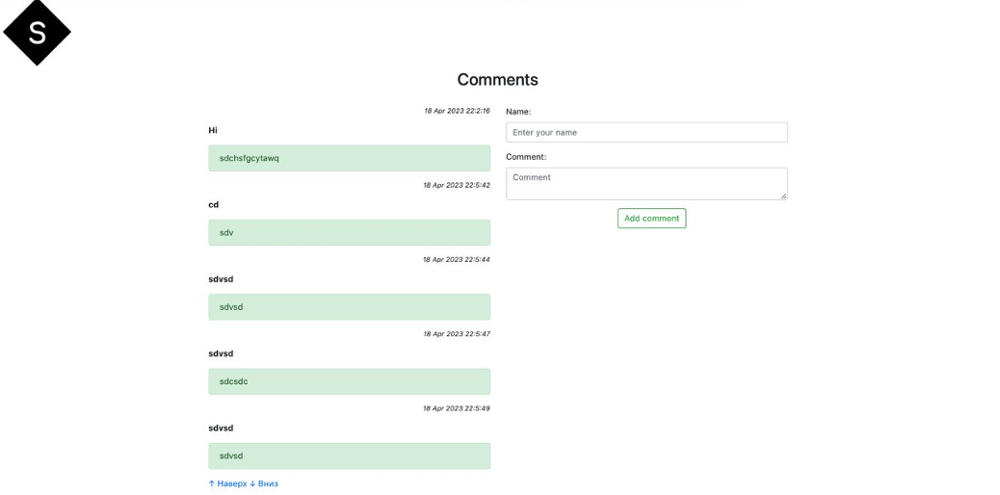 S
Comments
18 Apr 2023 22:2:16
Hi
sdchsfgcytawq
18 Apr 2023 22:5:42
cd
sdv
18 Apr 2023 22:5:44
sdvsd
sdvsd
18 Apr 2023 22:5:47
sdvsd
sdcsdc
18 Apr 2023 22:5:49
sdvsd
sdvsd
↑ Наверх ↓ Вниз
Name:
Enter your name
Comment:
Comment
Add comment